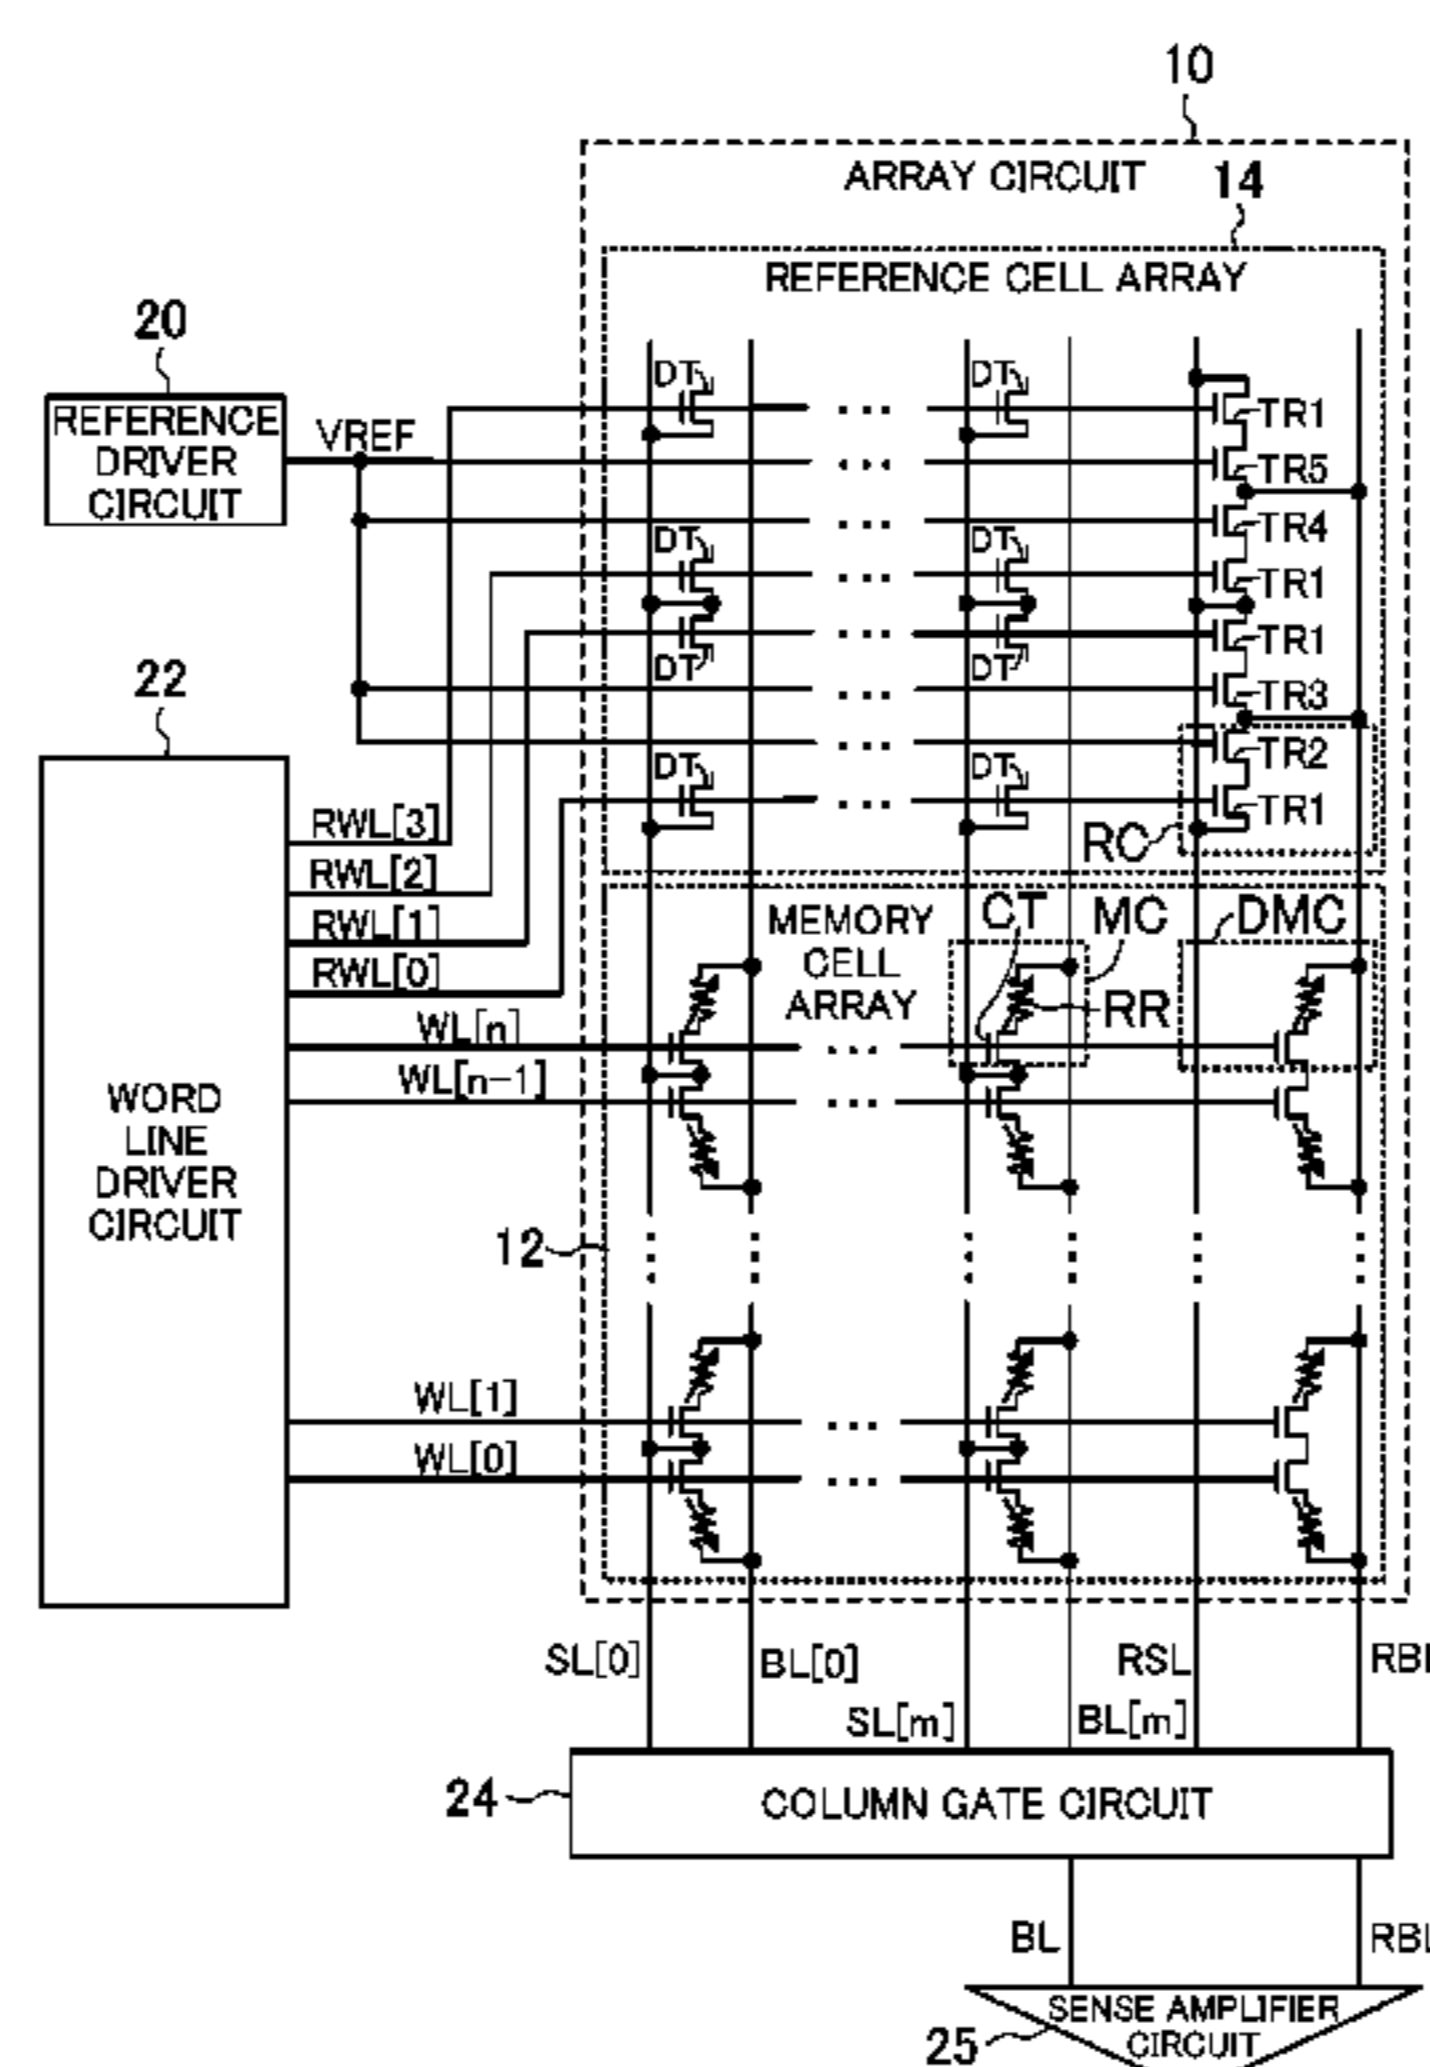 10
ARRAY CIRCUIT
14
REFERENCE CELL ARRAY
20
REFERENCE
DRIVER
CIRCUIT
VREF
DT
DT
TR1
TR5
TR4
DT
DT
TR1
TR1
DT
DT
TR3
TR2
DT
DT
TR1
RC
22
WORD
LINE
DRIVER
CIRCUIT
RWL[3]
RWL[2]
RWL[1]
RWL[0]
WL[n]
WL[n-1]
MEMORY
CELL
ARRAY
CT
MC
DMC
RR
12
WL[1]
WL[0]
SL[0]
BL[0]
RSL
RBL
SL[m]
BL[m]
24
COLUMN GATE CIRCUIT
BL
RBL
SENSE AMPLIFIER
CIRCUIT
25